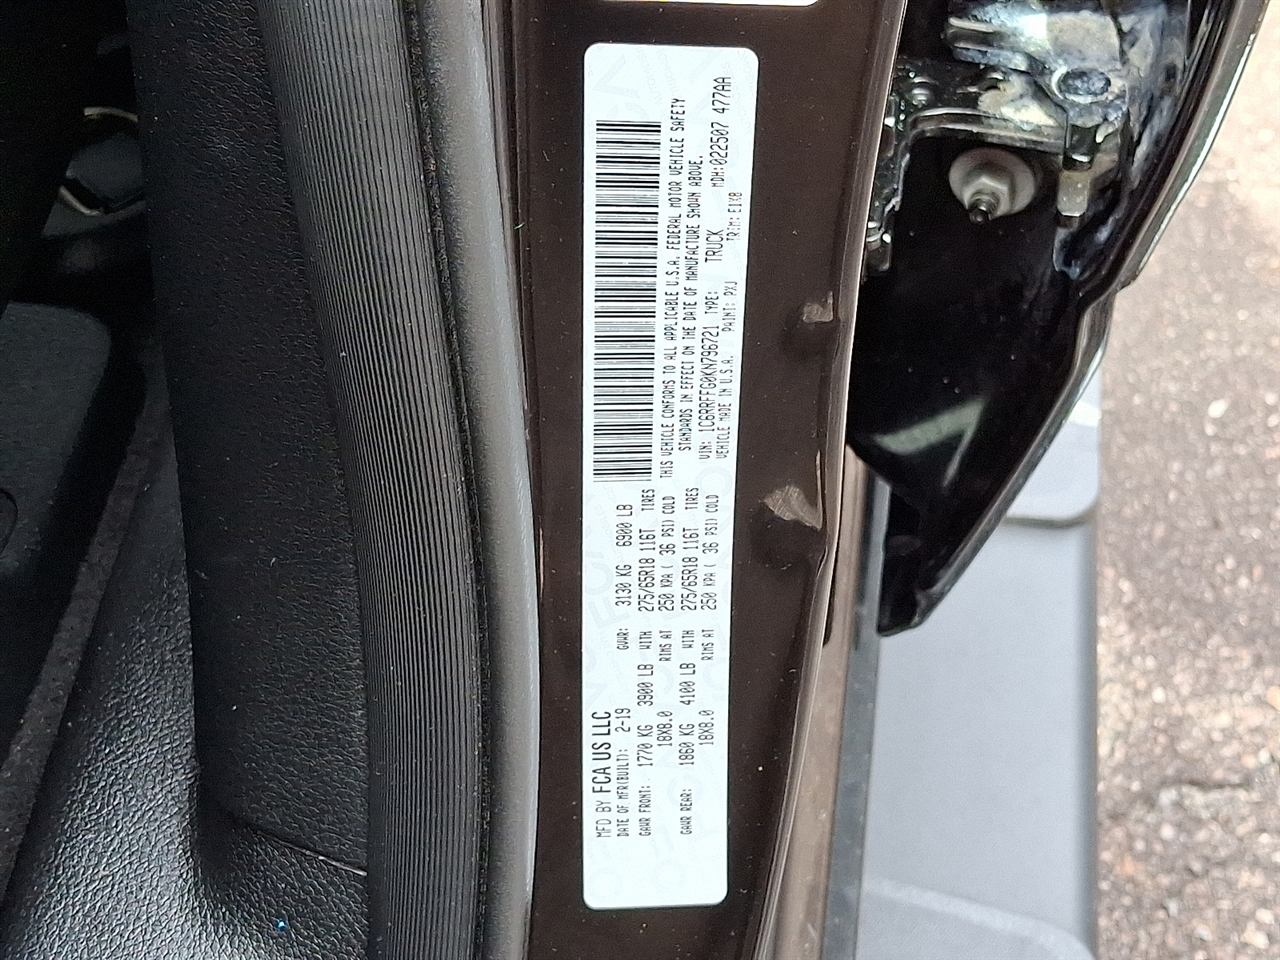 MFD BY FCA US LLC
DATE OF MFR(BUILT): 2-19 GVWR: 3130 KG 6900 LB
GAWR FRONT: 1770 KG 3900 LB WITH 275/65R18 116T TIRES
18X8.0 RIMS AT 250 KPA ( 36 PSI) COLD
GAWR REAR: 1860 KG 4100 LB WITH 275/65R18 116T TIRES
18X8.0 RIMS AT 250 KPA ( 36 PSI) COLD
THIS VEHICLE CONFORMS TO ALL APPLICABLE U.S.A. FEDERAL MOTOR VEHICLE SAFETY
STANDARDS IN EFFECT ON THE DATE OF MANUFACTURE SHOWN ABOVE.
VIN: 1C6RRFFG0KN796721 TYPE: TRUCK MDH:022507 477AA
VEHICLE MADE IN U.S.A. PAINT: PXJ TRIM: E1X8